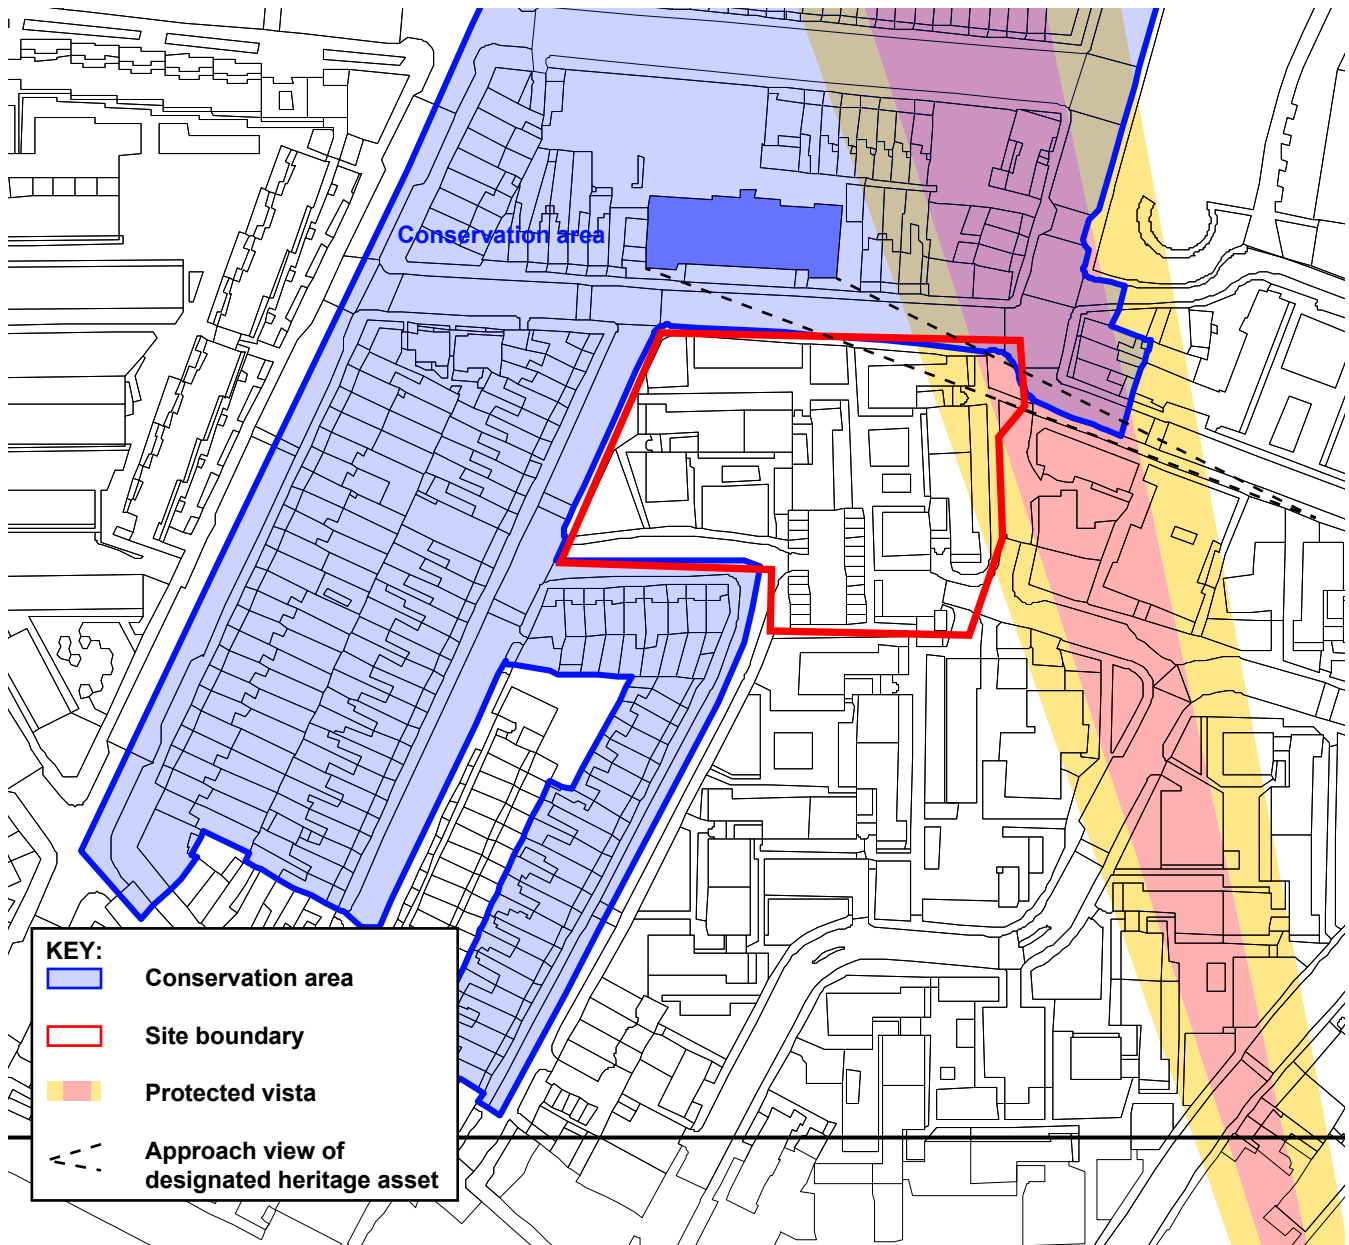 Conservation area
KEY:
Conservation area
Site boundary
Protected vista
Approach view of
designated heritage asset